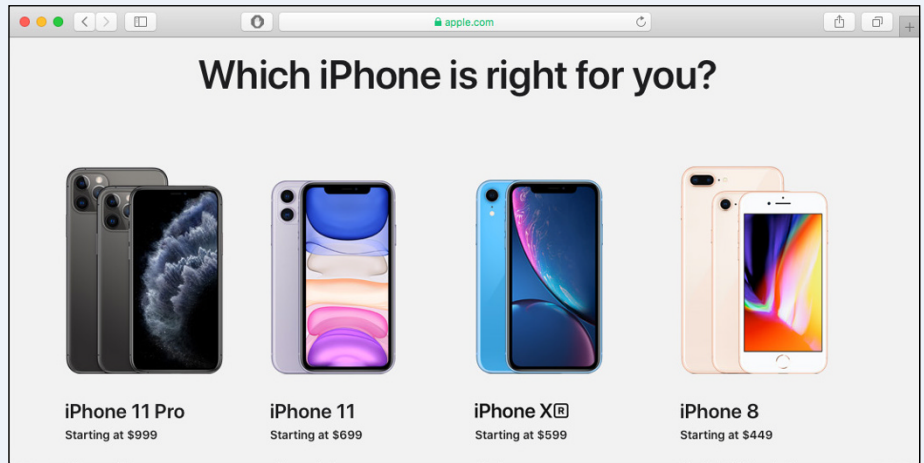 apple.com
Which iPhone is right for you?
iPhone 11 Pro
Starting at $999
iPhone 11
Starting at $699
iPhone XR
Starting at $599
iPhone 8
Starting at $449